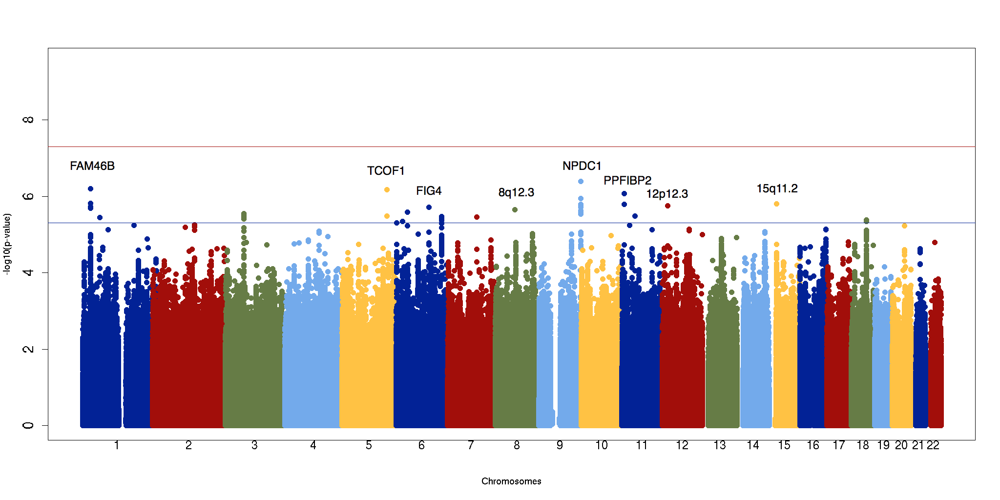 8
6
4
2
0
-log10(p-value)
FAM46B
TCOF1
NPDC1
PPFIBP2
FIG4
8q12.3
12p12.3
15q11.2
1 2 3 4 5 6 7 8 9 10 11 12 13 14 15 16 17 18 19 20 21 22
Chromosomes